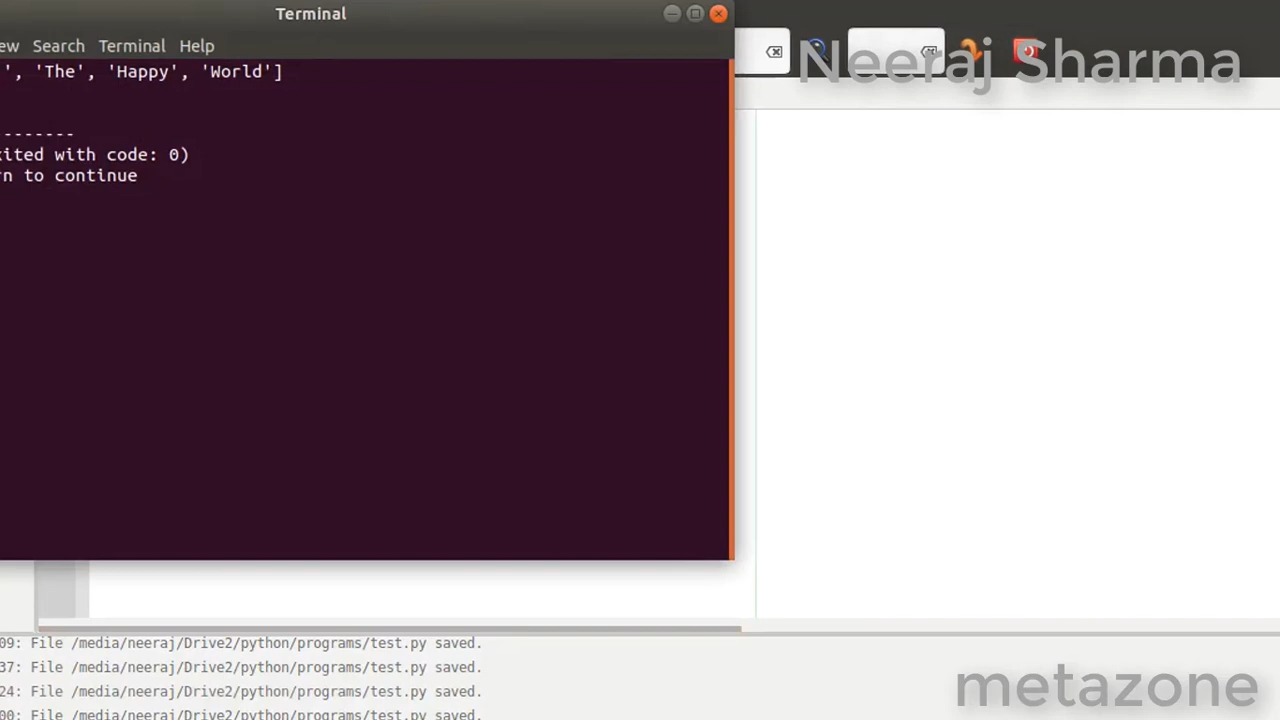 Terminal
ew Search Terminal Help
', 'The', 'Happy', 'World']
-------
xited with code: 0)
rn to continue
Neeraj Sharma
09: File /media/neeraj/Drive2/python/programs/test.py saved.
37: File /media/neeraj/Drive2/python/programs/test.py saved.
24: File /media/neeraj/Drive2/python/programs/test.py saved.
00: File /media/neeraj/Drive2/python/programs/test.py saved.
metazone